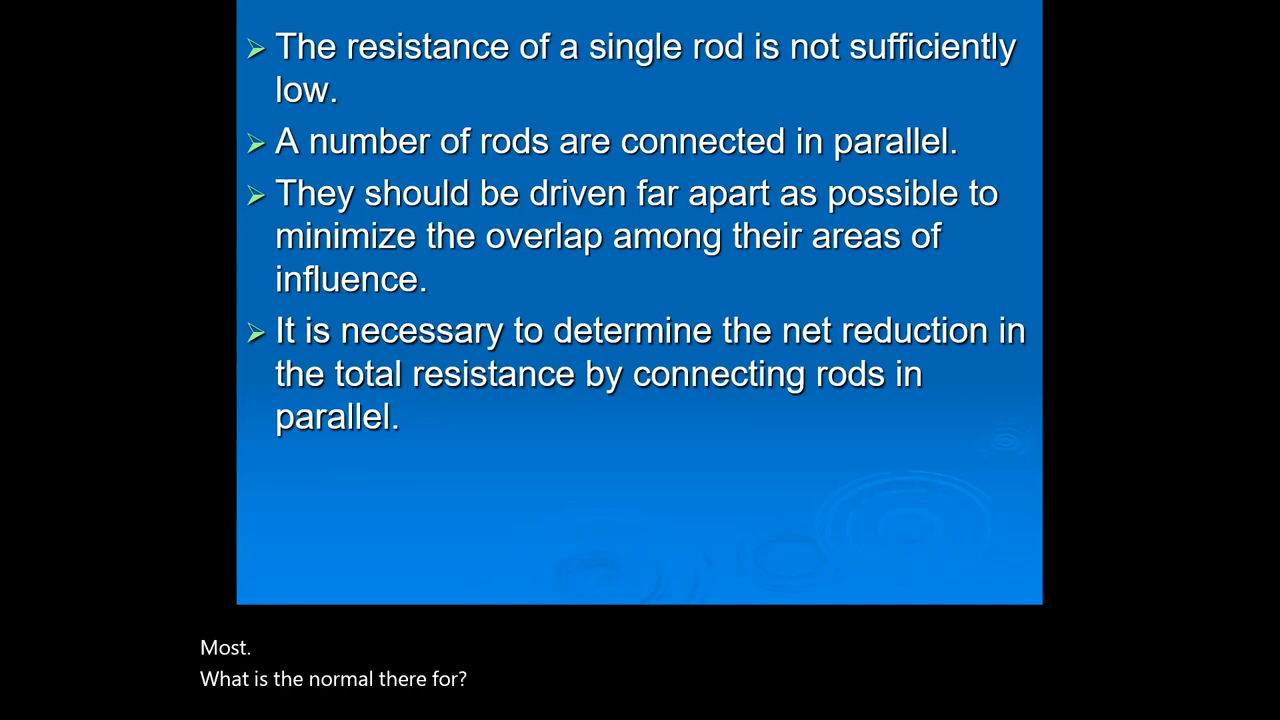 The resistance of a single rod is not sufficiently
low.
A number of rods are connected in parallel.
They should be driven far apart as possible to
minimize the overlap among their areas of
influence.
It is necessary to determine the net reduction in
the total resistance by connecting rods in
parallel.
Most.
What is the normal there for?